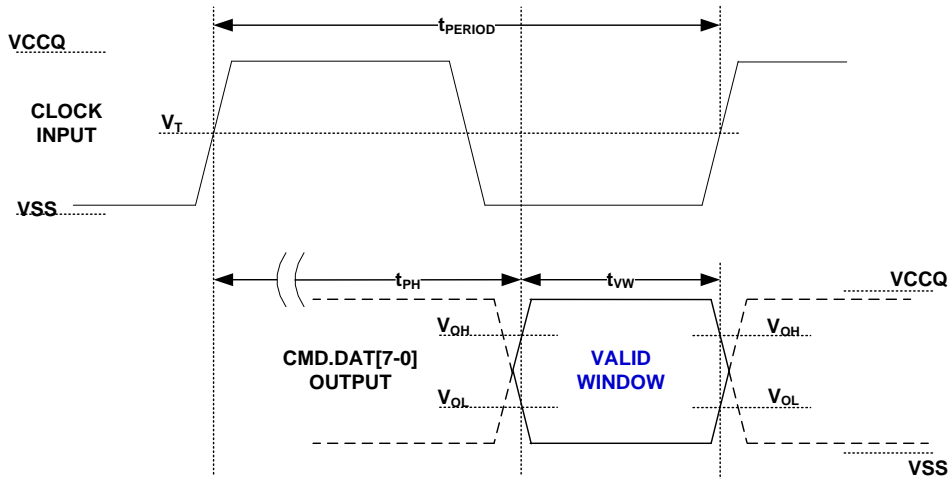 tPERIOD
VCCQ
CLOCK
INPUT
VT
VSS
tPH
tVW
VCCQ
VOH
VOH
CMD.DAT[7-0]
OUTPUT
VALID
WINDOW
VOL
VOL
VSS